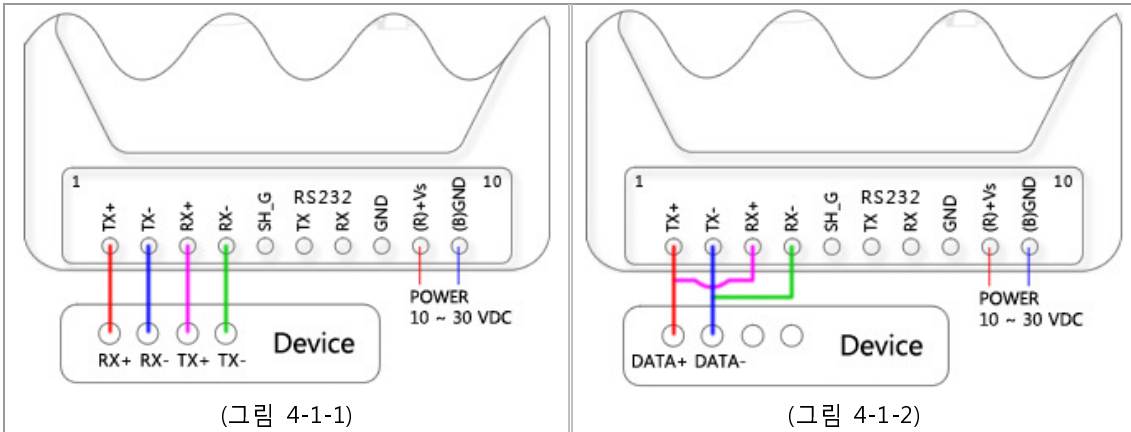 1 10
TX+ TX- RX+ RX- SH_G RS232 TX RX GND (R)+Vs (B)GND
POWER
10 ~ 30 VDC
Device
RX+ RX- TX+ TX-
(그림 4-1-1)
1 10
TX+ TX- RX+ RX- SH_G RS232 TX RX GND (R)+Vs (B)GND
POWER
10 ~ 30 VDC
Device
DATA+ DATA-
(그림 4-1-2)